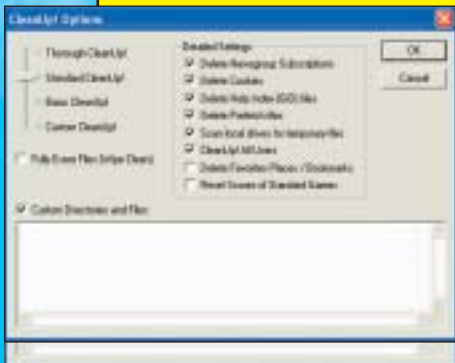 CleanUp! Options
Thorough CleanUp!
Standard CleanUp!
Basic CleanUp!
Custom CleanUp!
Fully Erase Files (Wipe Clean)
Detailed Settings
Delete Newsgroup Subscriptions
Delete Cookies
Delete Help Index (GID) files
Delete Prefetch files
Scan local drives for temporary files
CleanUp! All Users
Delete Favorites Places / Bookmarks
Reset Scores of Standard Games
OK
Cancel
Custom Directories and Files: